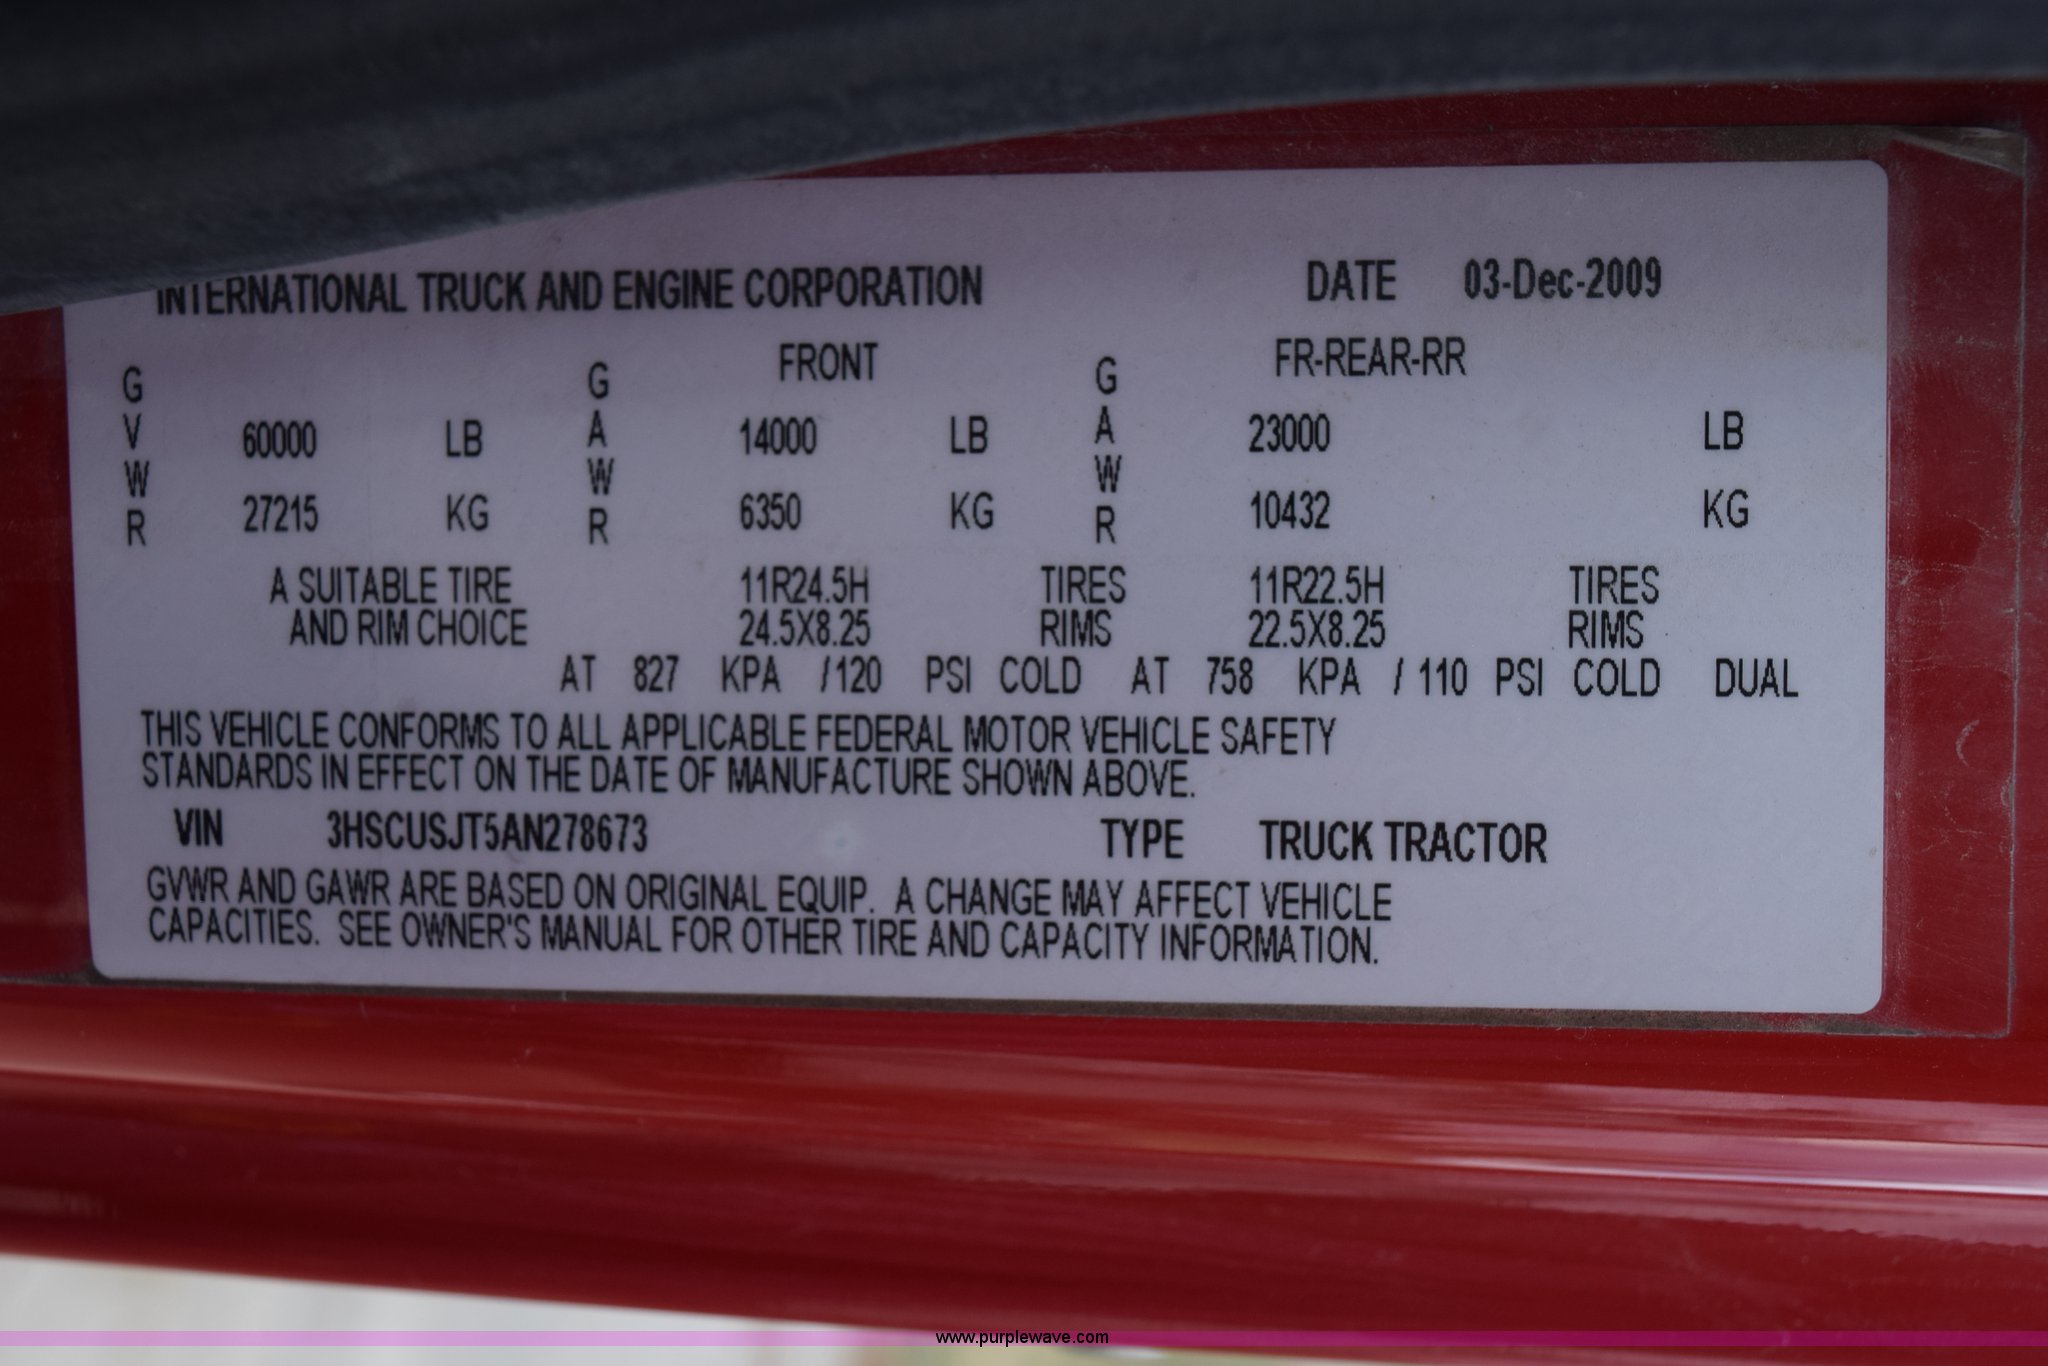 INTERNATIONAL TRUCK AND ENGINE CORPORATION DATE 03-Dec-2009
FRONT FR-REAR-RR
GVWR 60000 LB GAWR 14000 LB GAWR 23000 LB
27215 KG 6350 KG 10432 KG
A SUITABLE TIRE 11R24.5H TIRES 11R22.5H TIRES
AND RIM CHOICE 24.5X8.25 RIMS 22.5X8.25 RIMS
AT 827 KPA /120 PSI COLD AT 758 KPA / 110 PSI COLD DUAL
THIS VEHICLE CONFORMS TO ALL APPLICABLE FEDERAL MOTOR VEHICLE SAFETY
STANDARDS IN EFFECT ON THE DATE OF MANUFACTURE SHOWN ABOVE.
VIN 3HSCUSJT5AN278673 TYPE TRUCK TRACTOR
GVWR AND GAWR ARE BASED ON ORIGINAL EQUIP. A CHANGE MAY AFFECT VEHICLE
CAPACITIES. SEE OWNER'S MANUAL FOR OTHER TIRE AND CAPACITY INFORMATION.
www.purplewave.com